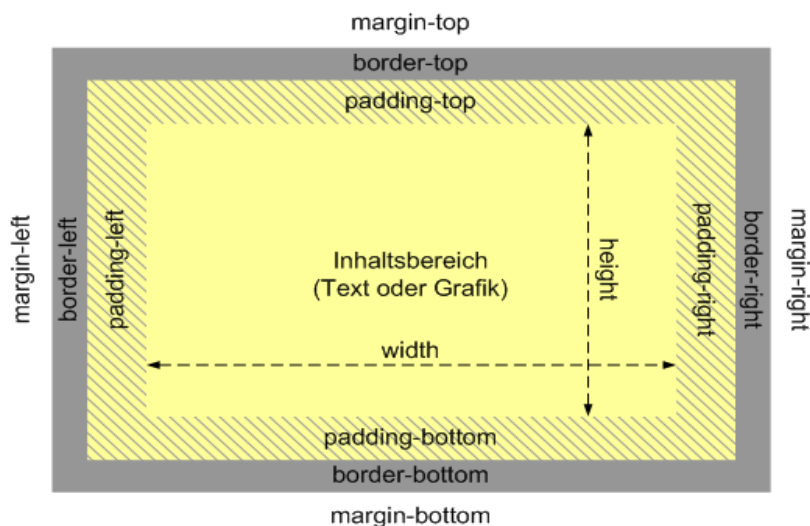 margin-top
border-top
padding-top
margin-left
border-left
padding-left
Inhaltsbereich
(Text oder Grafik)
height
padding-right
border-right
margin-right
width
padding-bottom
border-bottom
margin-bottom